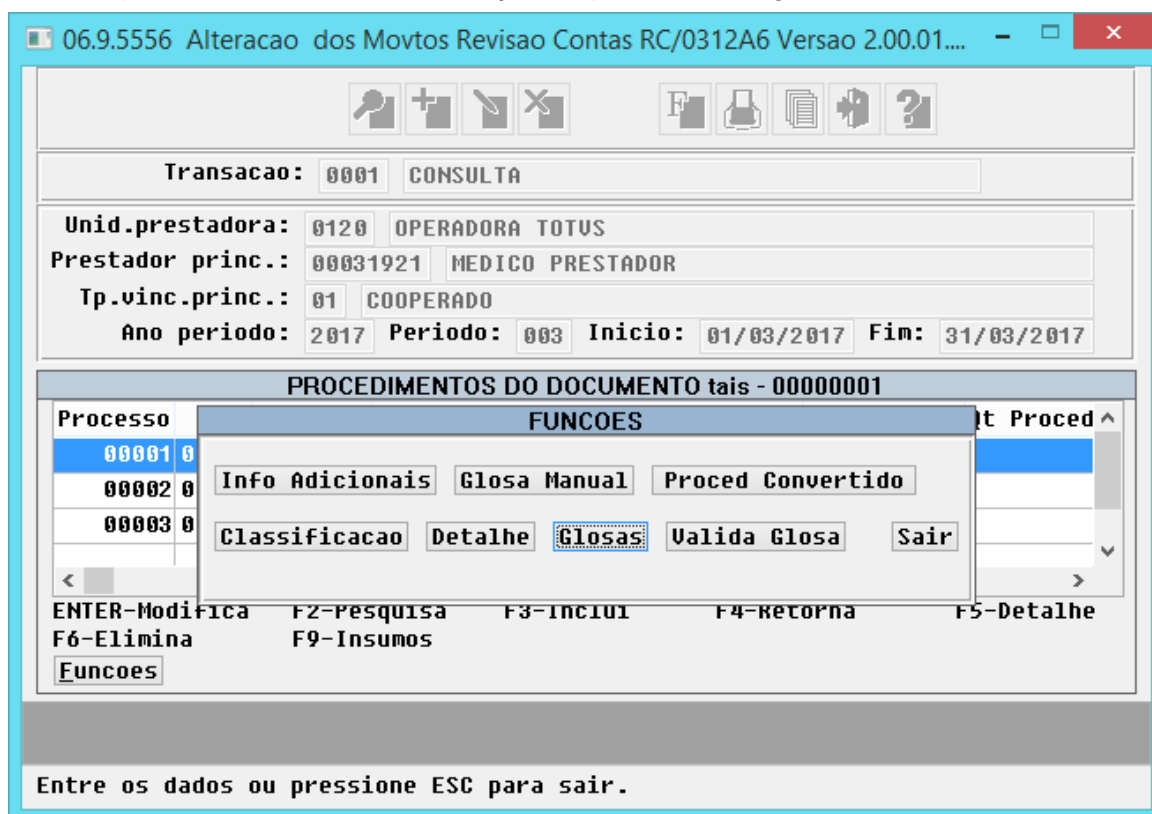 06.9.5556 Alteracao dos Movtos Revisao Contas RC/0312A6 Versao 2.00.01....
F ?
Transacao: 0001 CONSULTA
Unid.prestadora: 0120 OPERADORA TOTVS
Prestador princ.: 00031921 MEDICO PRESTADOR
Tp.vinc.princ.: 01 COOPERADO
Ano periodo: 2017 Periodo: 003 Inicio: 01/03/2017 Fim: 31/03/2017
PROCEDIMENTOS DO DOCUMENTO tais - 00000001
Processo t Proced
FUNCOES
00001 0
00002 0
00003 0
Info Adicionais Glosa Manual Proced Convertido
Classificacao Detalhe Glosas Valida Glosa Sair
ENTER-Modifica F2-Pesquisa F3-Inclui F4-Retorna F5-Detalhe
F6-Elimina F9-Insumos
Funcoes
Entre os dados ou pressione ESC para sair.